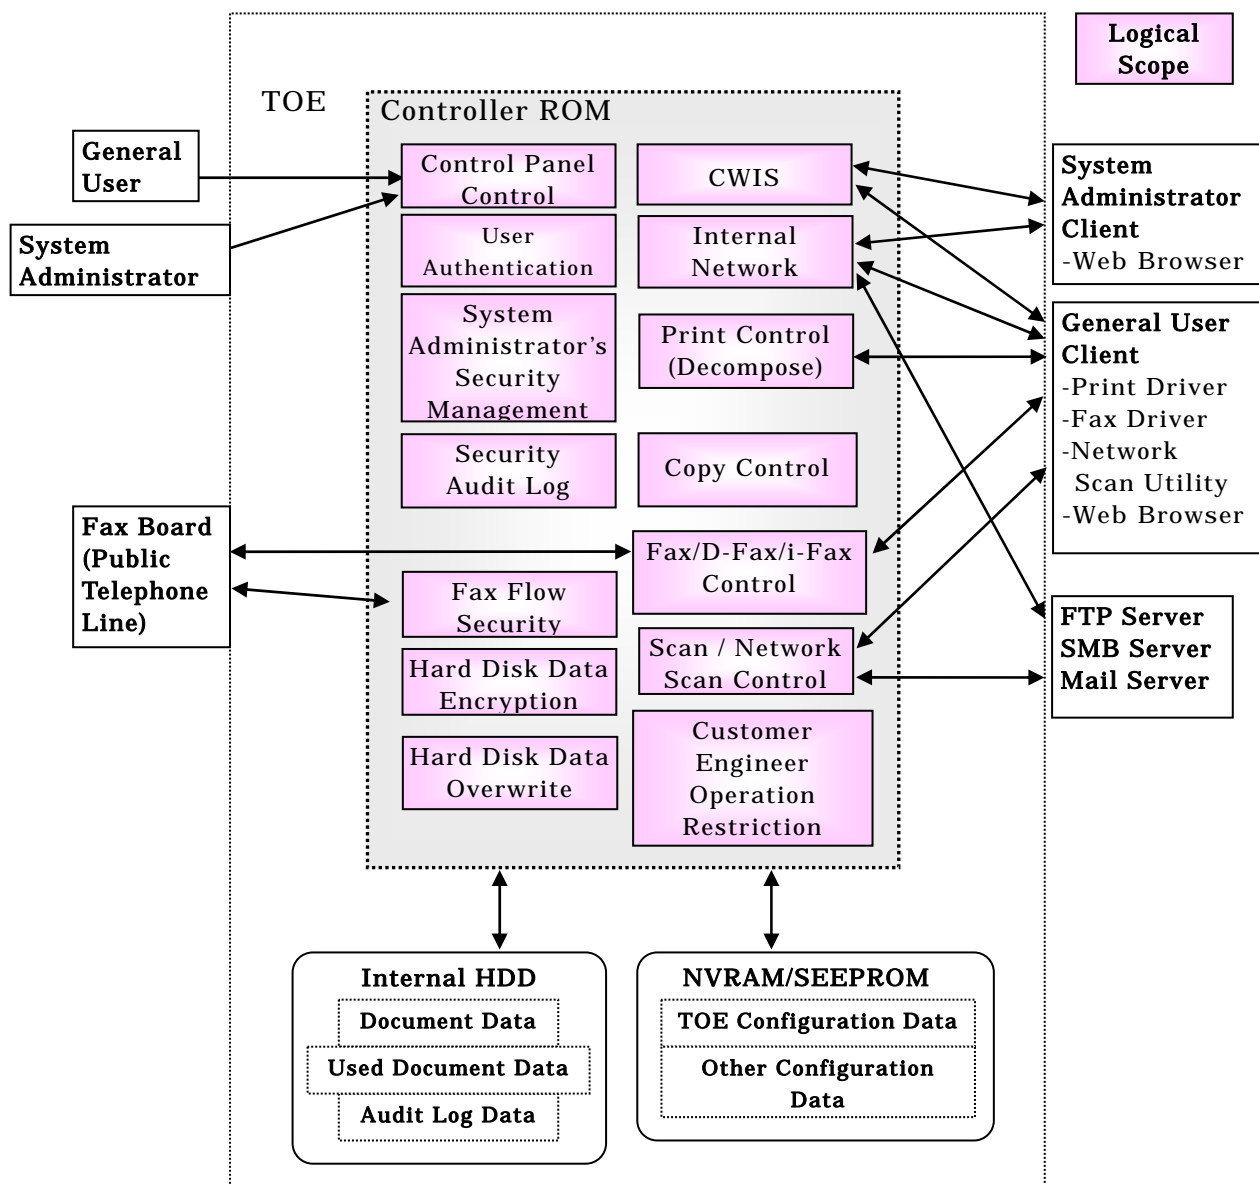 Logical
Scope
TOE
Controller ROM
General
User
System
Administrator
Fax Board
(Public
Telephone
Line)
Control Panel
Control
User
Authentication
System
Administrator’s
Security
Management
Security
Audit Log
Fax Flow
Security
Hard Disk Data
Encryption
Hard Disk Data
Overwrite
CWIS
Internal
Network
Print Control
(Decompose)
Copy Control
Fax/D-Fax/i-Fax
Control
Scan / Network
Scan Control
Customer
Engineer
Operation
Restriction
System
Administrator
Client
-Web Browser
General User
Client
-Print Driver
-Fax Driver
-Network
Scan Utility
-Web Browser
FTP Server
SMB Server
Mail Server
Internal HDD
Document Data
Used Document Data
Audit Log Data
NVRAM/SEEPROM
TOE Configuration Data
Other Configuration
Data